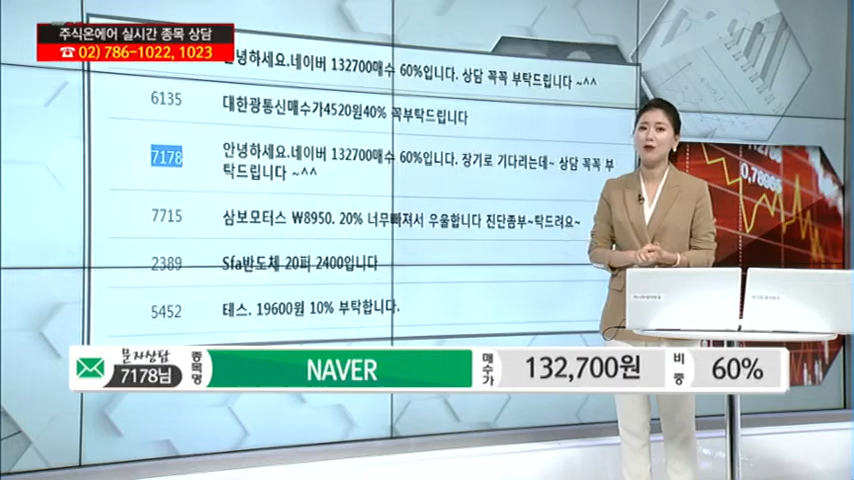 주식온에어 실시간 종목 상담
☎ 02) 786-1022, 1023
안녕하세요.네이버 132700매수 60%입니다. 상담 꼭꼭 부탁드립니다 ~^^
6135 대한광통신매수가4520원40% 꼭부탁드립니다
7178 안녕하세요.네이버 132700매수 60%입니다. 장기로 기다리는데~ 상담 꼭꼭 부
탁드립니다 ~^^
7715 삼보모터스 ₩8950. 20% 너무빠져서 우울합니다 진단좀부~탁드려요~
2389 Sfa반도체 20퍼 2400입니다
5452 테스. 19600원 10% 부탁합니다.
문자상담 7178님 종목명 NAVER 매수가 132,700원 비중 60%
0,78965